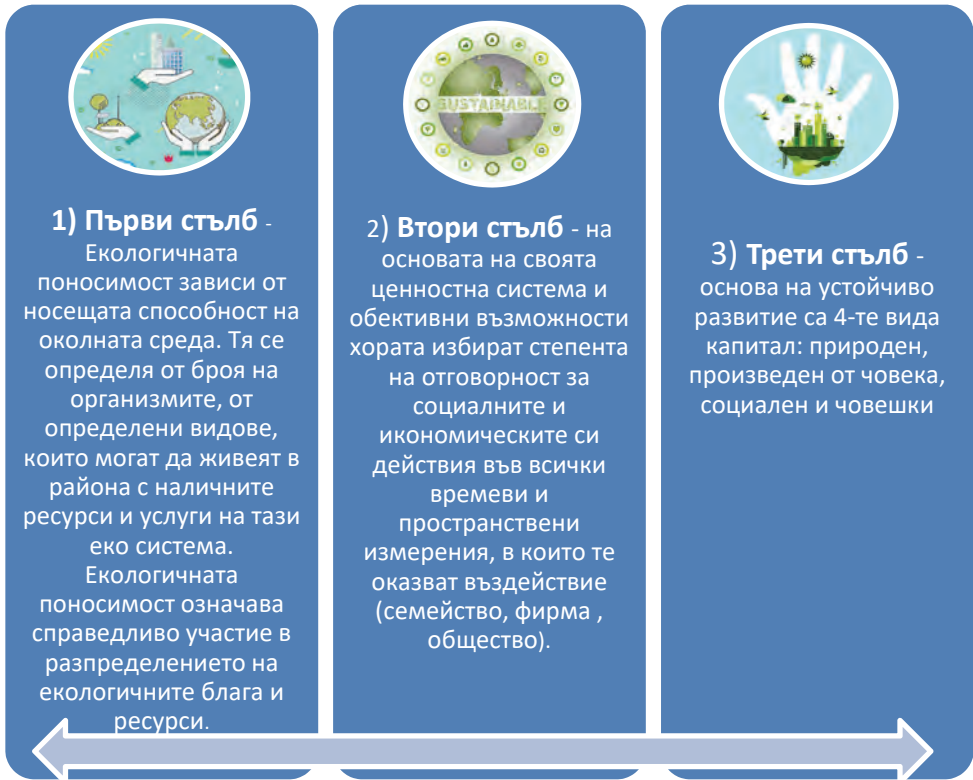 1) Първи стълб -
Екологичната
поносимост зависи от
носещата способност на
околната среда. Тя се
определя от броя на
организмите, от
определени видове,
които могат да живеят в
района с наличните
ресурси и услуги на тази
еко система.
Екологичната
поносимост означава
справедливо участие в
разпределението на
екологичните блага и
ресурси.
SUSTAINABLE
2) Втори стълб - на
основата на своята
ценностна система и
обективни възможности
хората избират степента
на отговорност за
социалните и
икономическите си
действия във всички
времеви и
пространствени
измерения, в които те
оказват въздействие
(семейство, фирма ,
общество).
3) Трети стълб -
основа на устойчиво
развитие са 4-те вида
капитал: природен,
произведен от човека,
социален и човешки